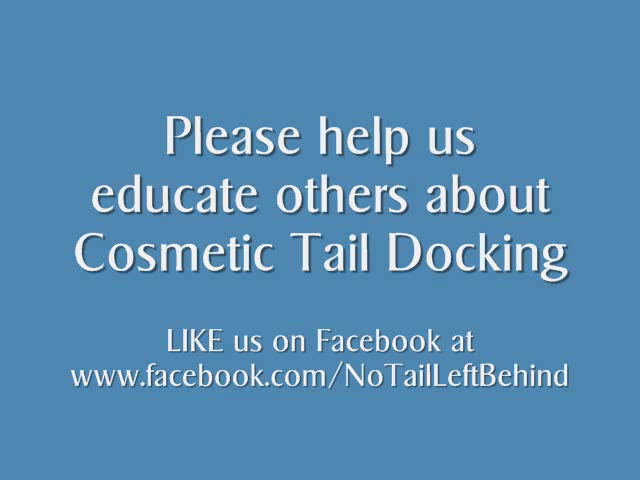 Please help us
educate others about
Cosmetic Tail Docking
LIKE us on Facebook at
www.facebook.com/NoTailLeftBehind